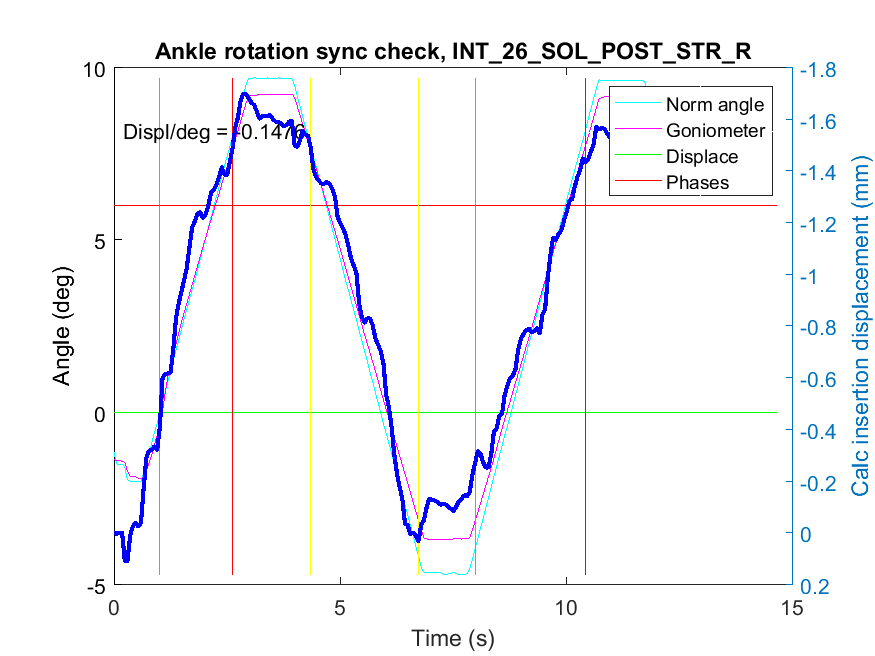 Ankle rotation sync check, INT_26_SOL_POST_STR_R
Displ/deg = -0.1476
Norm angle
Goniometer
Displace
Phases
Angle (deg)
10
5
0
-5
0
5
10
15
Time (s)
-1.8
-1.6
-1.4
-1.2
-1
-0.8
-0.6
-0.4
-0.2
0
0.2
Calc insertion displacement (mm)